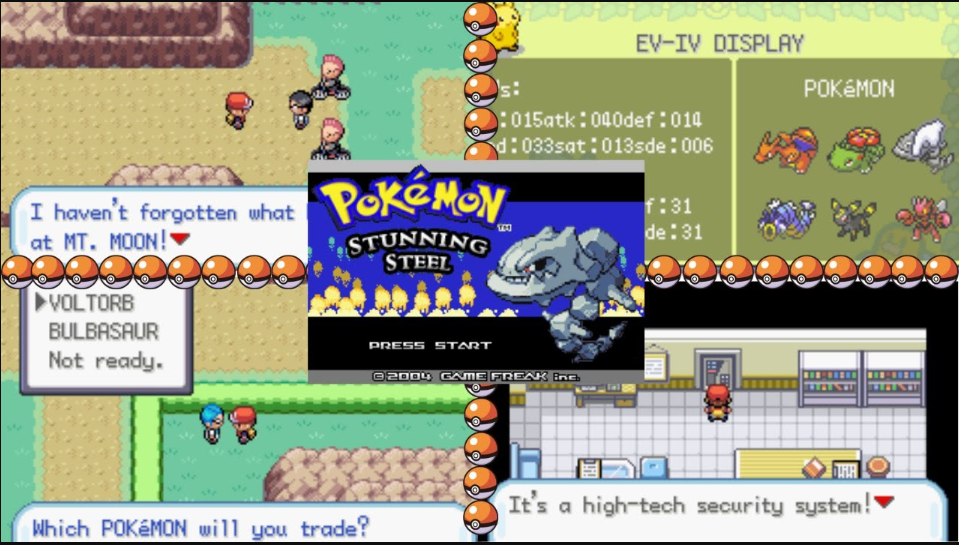 I haven't forgotten what
at MT. MOON!
EV-IV DISPLAY
s:
:015atk:040def:014
d:033sat:013sde:006
f:31
de:31
POKéMON
POKéMON™
STUNNING
STEEL
PRESS START
©2004 GAME FREAK inc.
VOLTORB
BULBASAUR
Not ready.
Which POKéMON will you trade?
It's a high-tech security system!